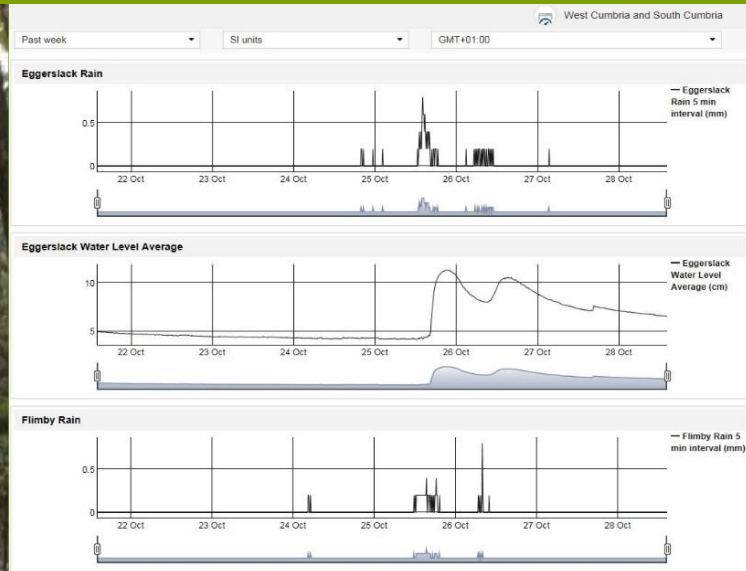 West Cumbria and South Cumbria
Past week SI units GMT+01:00
Eggerslack Rain
— Eggerslack
Rain 5 min
interval (mm)
0.5
0
22 Oct 23 Oct 24 Oct 25 Oct 26 Oct 27 Oct 28 Oct
Eggerslack Water Level Average
— Eggerslack
Water Level
Average (cm)
10
5
22 Oct 23 Oct 24 Oct 25 Oct 26 Oct 27 Oct 28 Oct
Flimby Rain
— Flimby Rain 5
min interval (mm)
0.5
0
22 Oct 23 Oct 24 Oct 25 Oct 26 Oct 27 Oct 28 Oct